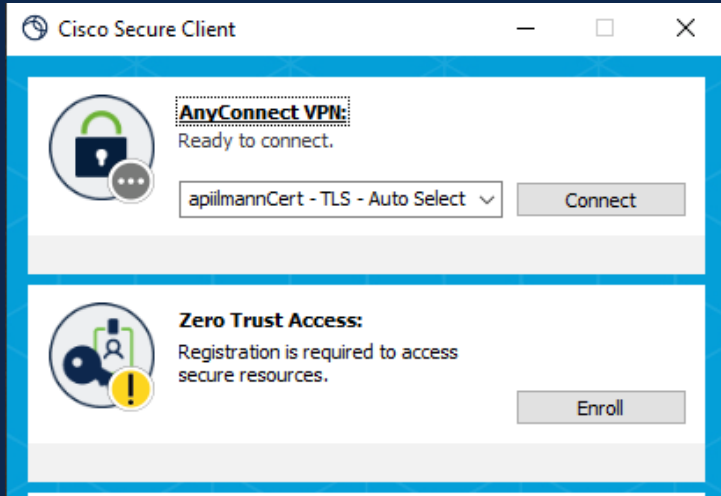 Cisco Secure Client
AnyConnect VPN:
Ready to connect.
apiilmannCert - TLS - Auto Select
Connect
Zero Trust Access:
Registration is required to access
secure resources.
Enroll